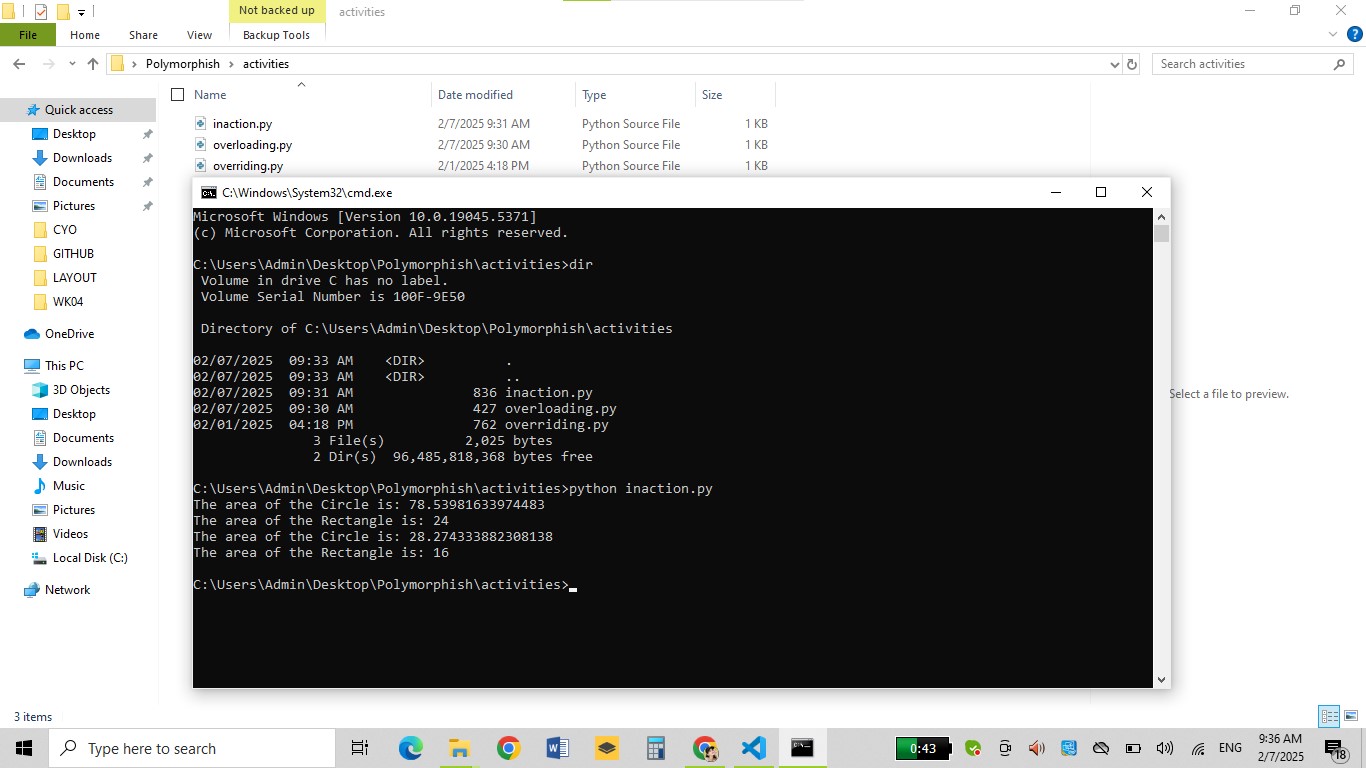 Not backed up
activities
File
Home
Share
View
Backup Tools
Polymorphish
activities
Search activities
Name
Date modified
Type
Size
Quick access
inaction.py
2/7/2025 9:31 AM
Python Source File
1 KB
Desktop
overloading.py
2/7/2025 9:30 AM
Python Source File
1 KB
Downloads
overriding.py
2/1/2025 4:18 PM
Python Source File
1 KB
Documents
Pictures
CYO
GITHUB
LAYOUT
WK04
OneDrive
This PC
3D Objects
Desktop
Documents
Downloads
Music
Pictures
Videos
Local Disk (C:)
Network
C:\Windows\System32\cmd.exe
Microsoft Windows [Version 10.0.19045.5371]
(c) Microsoft Corporation. All rights reserved.
C:\Users\Admin\Desktop\Polymorphish\activities>dir
Volume in drive C has no label.
Volume Serial Number is 100F-9E50
Directory of C:\Users\Admin\Desktop\Polymorphish\activities
02/07/2025  09:33 AM    <DIR>          .
02/07/2025  09:33 AM    <DIR>          ..
02/07/2025  09:31 AM               836 inaction.py
02/07/2025  09:30 AM               427 overloading.py
02/01/2025  04:18 PM               762 overriding.py
3 File(s)          2,025 bytes
2 Dir(s)  96,485,818,368 bytes free
C:\Users\Admin\Desktop\Polymorphish\activities>python inaction.py
The area of the Circle is: 78.53981633974483
The area of the Rectangle is: 24
The area of the Circle is: 28.274333882308138
The area of the Rectangle is: 16
C:\Users\Admin\Desktop\Polymorphish\activities>
Select a file to preview.
3 items
Type here to search
0:43
ENG
9:36 AM
2/7/2025
18